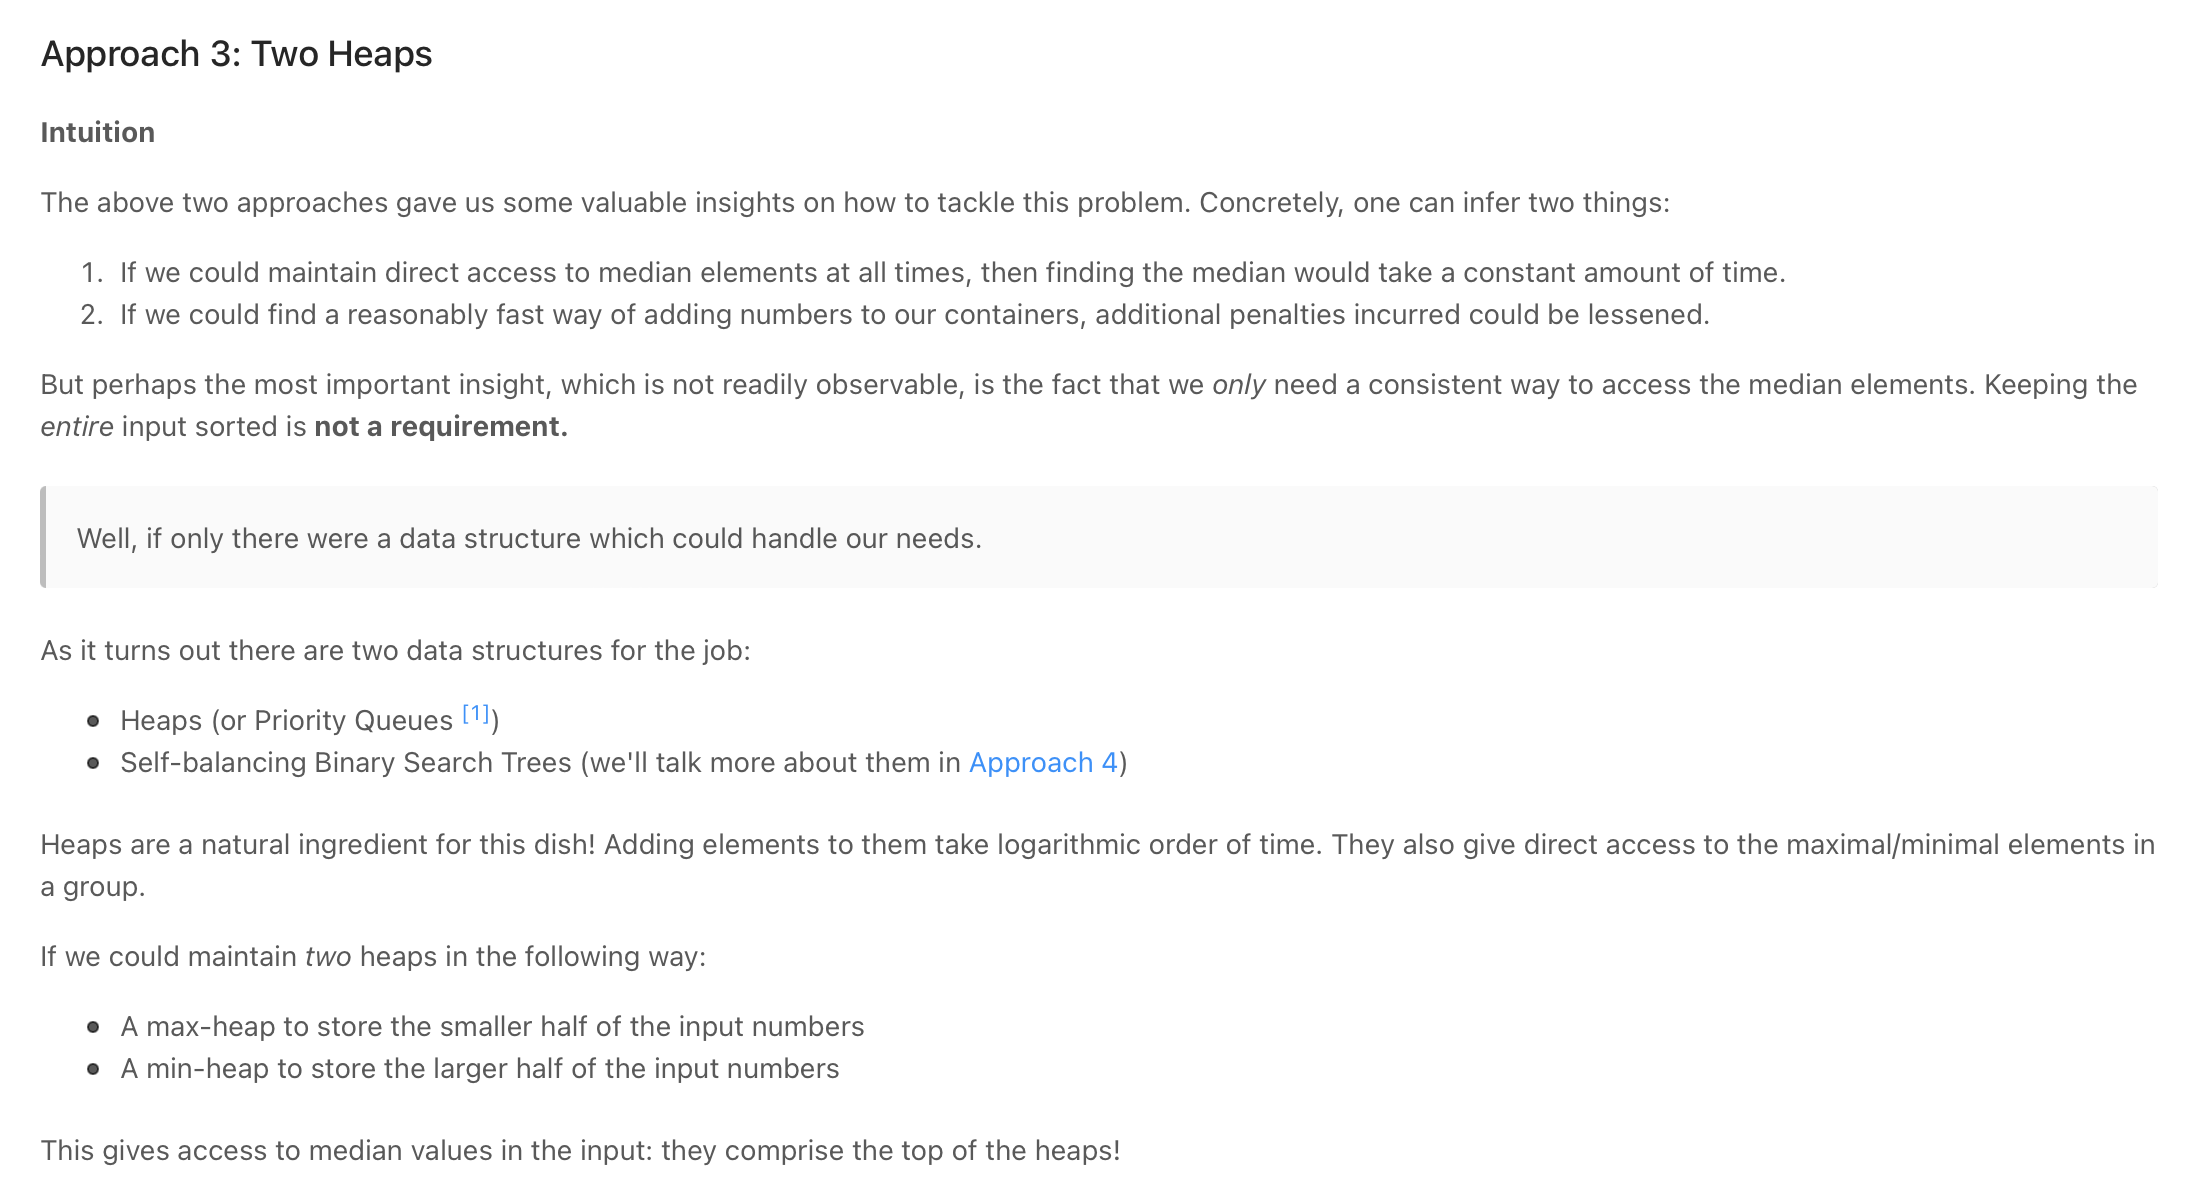 Approach 3: Two Heaps
Intuition
The above two approaches gave us some valuable insights on how to tackle this problem. Concretely, one can infer two things:
1. If we could maintain direct access to median elements at all times, then finding the median would take a constant amount of time.
2. If we could find a reasonably fast way of adding numbers to our containers, additional penalties incurred could be lessened.
But perhaps the most important insight, which is not readily observable, is the fact that we only need a consistent way to access the median elements. Keeping the
entire input sorted is not a requirement.
Well, if only there were a data structure which could handle our needs.
As it turns out there are two data structures for the job:
• Heaps (or Priority Queues [1])
• Self-balancing Binary Search Trees (we'll talk more about them in Approach 4)
Heaps are a natural ingredient for this dish! Adding elements to them take logarithmic order of time. They also give direct access to the maximal/minimal elements in
a group.
If we could maintain two heaps in the following way:
• A max-heap to store the smaller half of the input numbers
• A min-heap to store the larger half of the input numbers
This gives access to median values in the input: they comprise the top of the heaps!